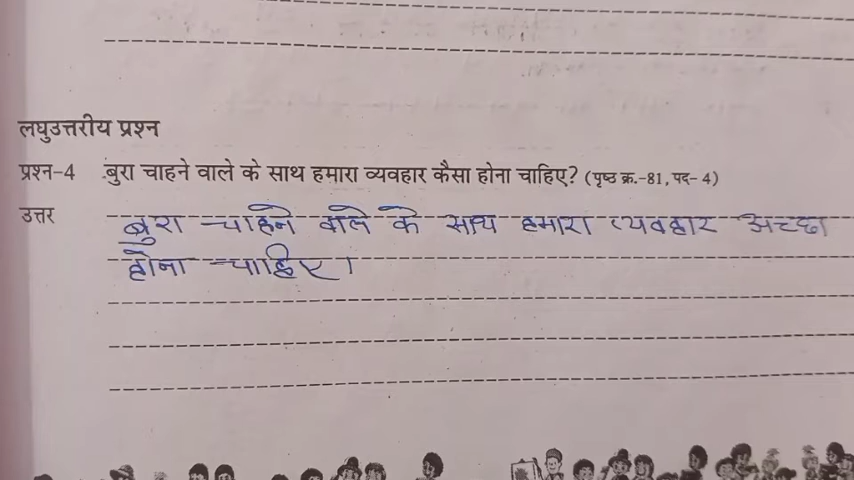 लघुउत्तरीय प्रश्न
प्रश्न-4 बुरा चाहने वाले के साथ हमारा व्यवहार कैसा होना चाहिए? (पृष्ठ क्र.-81, पद- 4)
उत्तर बुरा चाहने वाले के साथ हमारा व्यवहार अच्छा
होना चाहिए।